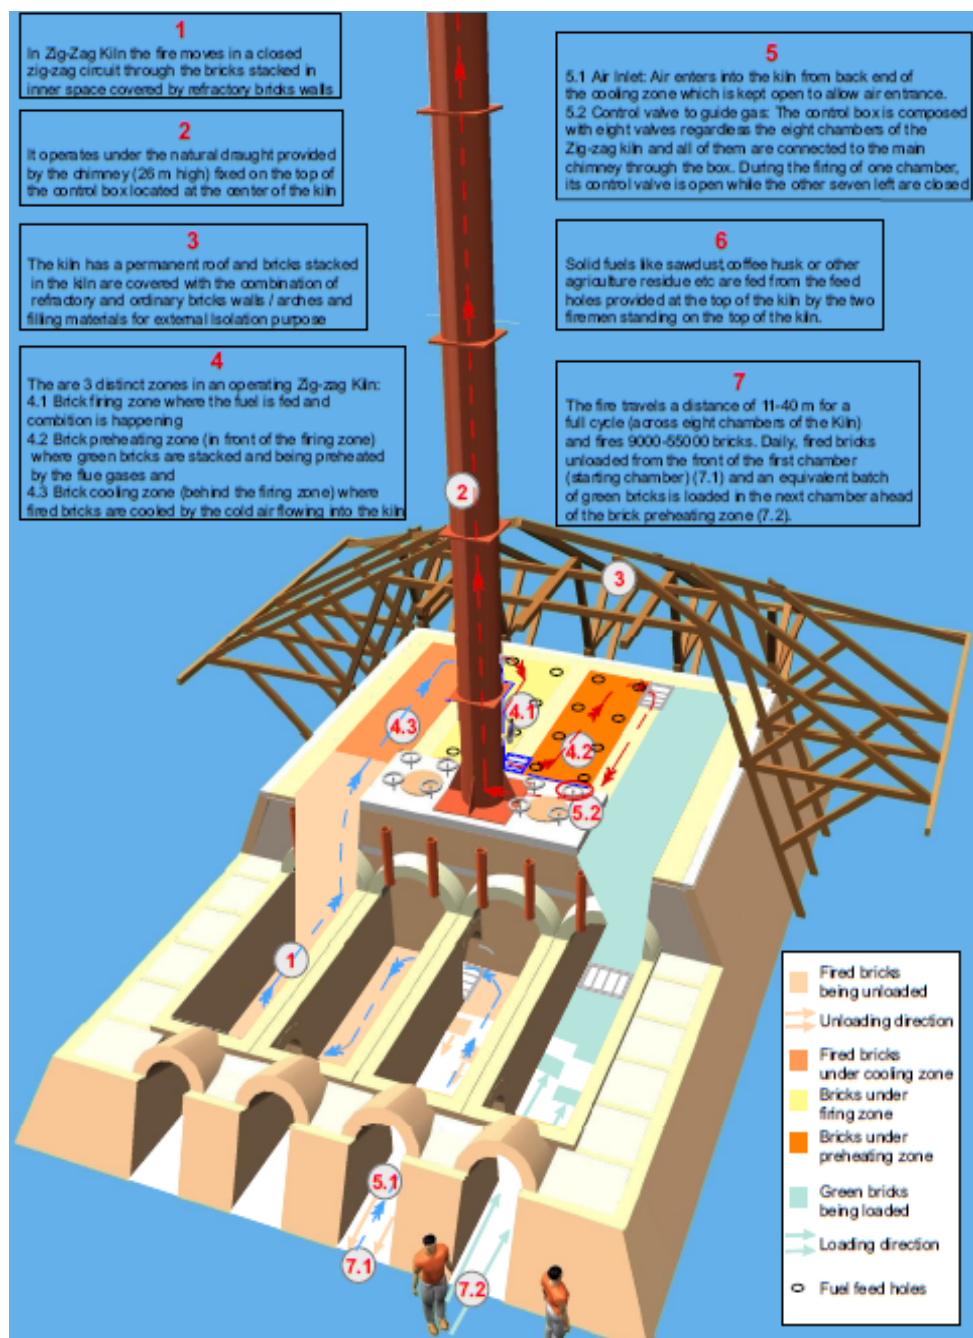 1
In Zig-Zag Kiln the fire moves in a closed
zig-zag circuit through the bricks stacked in
inner space covered by refractory bricks walls
2
It operates under the natural draught provided
by the chimney (26 m high) fixed on the top of
the control box located at the center of the kiln
3
The kiln has a permanent roof and bricks stacked
in the kiln are covered with the combination of
refractory and ordinary bricks walls / arches and
filling materials for external Isolation purpose
4
The are 3 distinct zones in an operating Zig-zag Kiln:
4.1 Brick firing zone where the fuel is fed and
combition is happening
4.2 Brick preheating zone (in front of the firing zone)
where green bricks are stacked and being preheated
by the flue gases and
4.3 Brick cooling zone (behind the firing zone) where
fired bricks are cooled by the cold air flowing into the kiln
5
5.1 Air Inlet: Air enters into the kiln from back end of
the cooling zone which is kept open to allow air entrance.
5.2 Control valve to guide gas: The control box is composed
with eight valves regardless the eight chambers of the
Zig-zag kiln and all of them are connected to the main
chimney through the box. During the firing of one chamber,
its control valve is open while the other seven left are closed
6
Solid fuels like sawdust,coffee husk or other
agriculture residue etc are fed from the feed
holes provided at the top of the kiln by the two
firemen standing on the top of the kiln.
7
The fire travels a distance of 11-40 m for a
full cycle (across eight chambers of the Kiln)
and fires 9000-55000 bricks. Daily, fired bricks
unloaded from the front of the first chamber
(starting chamber) (7.1) and an equivalent batch
of green bricks is loaded in the next chamber ahead
of the brick preheating zone (7.2).
2
3
4.1
4.3
4.2
5.2
1
5.1
7.1
7.2
Fired bricks
being unloaded
Unloading direction
Fired bricks
under cooling zone
Bricks under
firing zone
Bricks under
preheating zone
Green bricks
being loaded
Loading direction
Fuel feed holes